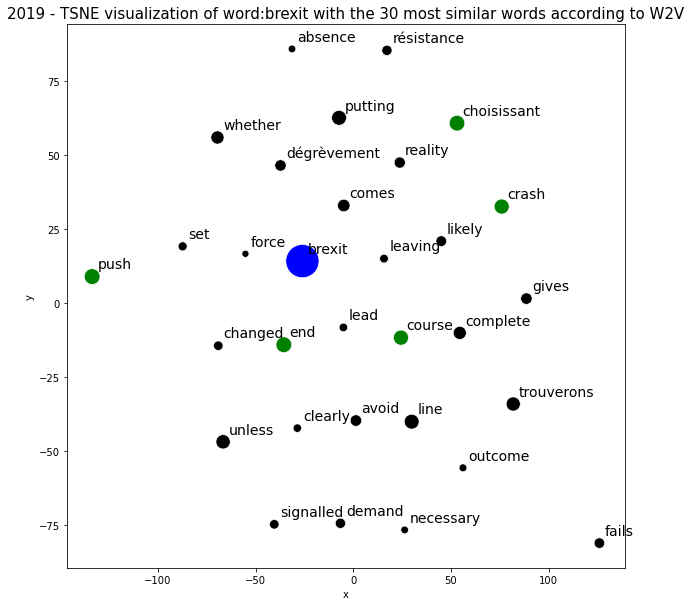 2019 - TSNE visualization of word:brexit with the 30 most similar words according to W2V
absence
résistance
75
putting
choisissant
whether
dégrèvement
reality
50
comes
crash
25
set
force
brexit
leaving
likely
push
gives
y
0
lead
changed
end
course
complete
−25
trouverons
clearly
avoid
line
unless
−50
outcome
signalled
demand
necessary
−75
fails
−100
−50
0
50
100
x